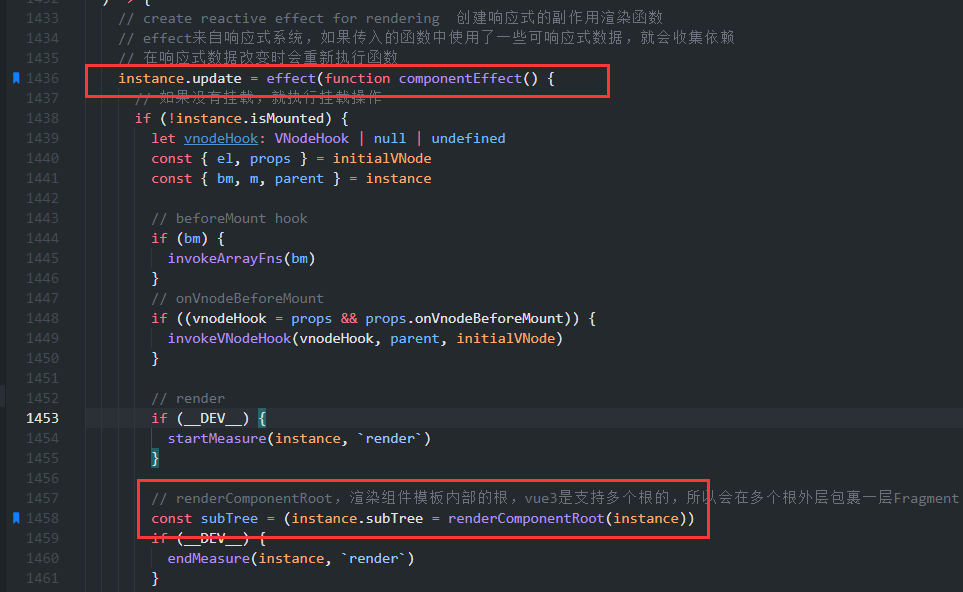 1433 // create reactive effect for rendering 创建响应式的副作用渲染函数
1434 // effect来自响应式系统，如果传入的函数中使用了一些可响应式数据，就会收集依赖
1435 // 在响应式数据改变时会重新执行函数
1436 instance.update = effect(function componentEffect() {
1437 // 如果没有挂载，就执行挂载操作
1438 if (!instance.isMounted) {
1439 let vnodeHook: VNodeHook | null | undefined
1440 const { el, props } = initialVNode
1441 const { bm, m, parent } = instance
1442
1443 // beforeMount hook
1444 if (bm) {
1445 invokeArrayFns(bm)
1446 }
1447 // onVnodeBeforeMount
1448 if ((vnodeHook = props && props.onVnodeBeforeMount)) {
1449 invokeVNodeHook(vnodeHook, parent, initialVNode)
1450 }
1451
1452 // render
1453 if (__DEV__) {
1454 startMeasure(instance, `render`)
1455 }
1456
1457 // renderComponentRoot，渲染组件模板内部的根，vue3是支持多个根的，所以会在多个根外层包裹一层Fragment
1458 const subTree = (instance.subTree = renderComponentRoot(instance))
1459 if (__DEV__) {
1460 endMeasure(instance, `render`)
1461 }